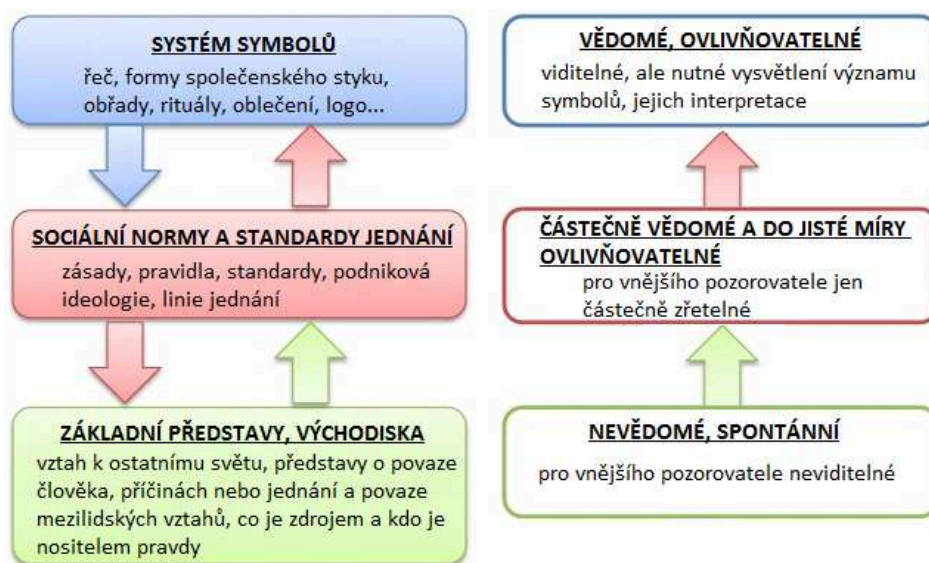 SYSTÉM SYMBOLŮ
řeč, formy společenského styku,
obřady, rituály, oblečení, logo...
VĚDOMÉ, OVLIVŇOVATELNÉ
viditelné, ale nutné vysvětlení významu
symbolů, jejich interpretace
SOCIÁLNÍ NORMY A STANDARDY JEDNÁNÍ
zásady, pravidla, standardy, podniková
ideologie, linie jednání
ČÁSTEČNĚ VĚDOMÉ A DO JISTÉ MÍRY
OVLIVŇOVATELNÉ
pro vnějšího pozorovatele jen
částečně zřetelné
ZÁKLADNÍ PŘEDSTAVY, VÝCHODISKA
vztah k ostatnímu světu, představy o povaze
člověka, příčinách nebo jednání a povaze
mezilidských vztahů, co je zdrojem a kdo je
nositelem pravdy
NEVĚDOMÉ, SPONTÁNNÍ
pro vnějšího pozorovatele neviditelné